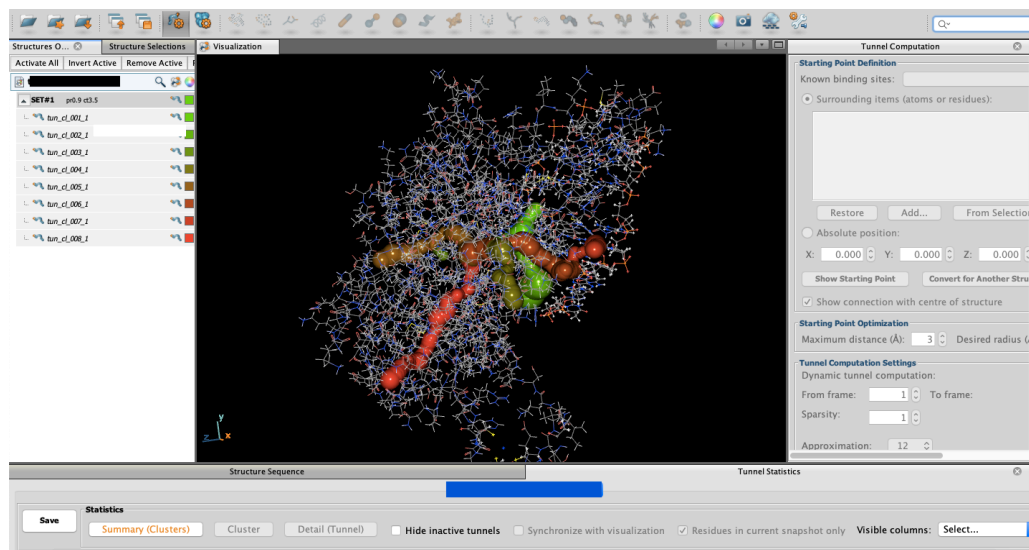 Structures O...
Structure Selections
Visualization
Tunnel Computation
Activate All Invert Active Remove Active
Starting Point Definition
Known binding sites:
SET#1 pr0.9 ct3.5
Surrounding items (atoms or residues):
tun_cl_001_1
tun_cl_002_1
tun_cl_003_1
tun_cl_004_1
tun_cl_005_1
tun_cl_006_1
tun_cl_007_1
tun_cl_008_1
Restore Add... From Selection
Absolute position:
X: 0.000 Y: 0.000 Z: 0.000
Show Starting Point Convert for Another Stru
Show connection with centre of structure
Starting Point Optimization
Maximum distance (Å): 3 Desired radius (
Tunnel Computation Settings
Dynamic tunnel computation:
From frame: 1 To frame:
Sparsity: 1
Approximation: 12
y
z x
Structure Sequence
Tunnel Statistics
Save
Statistics
Summary (Clusters) Cluster Detail (Tunnel) Hide inactive tunnels Synchronize with visualization Residues in current snapshot only Visible columns: Select...